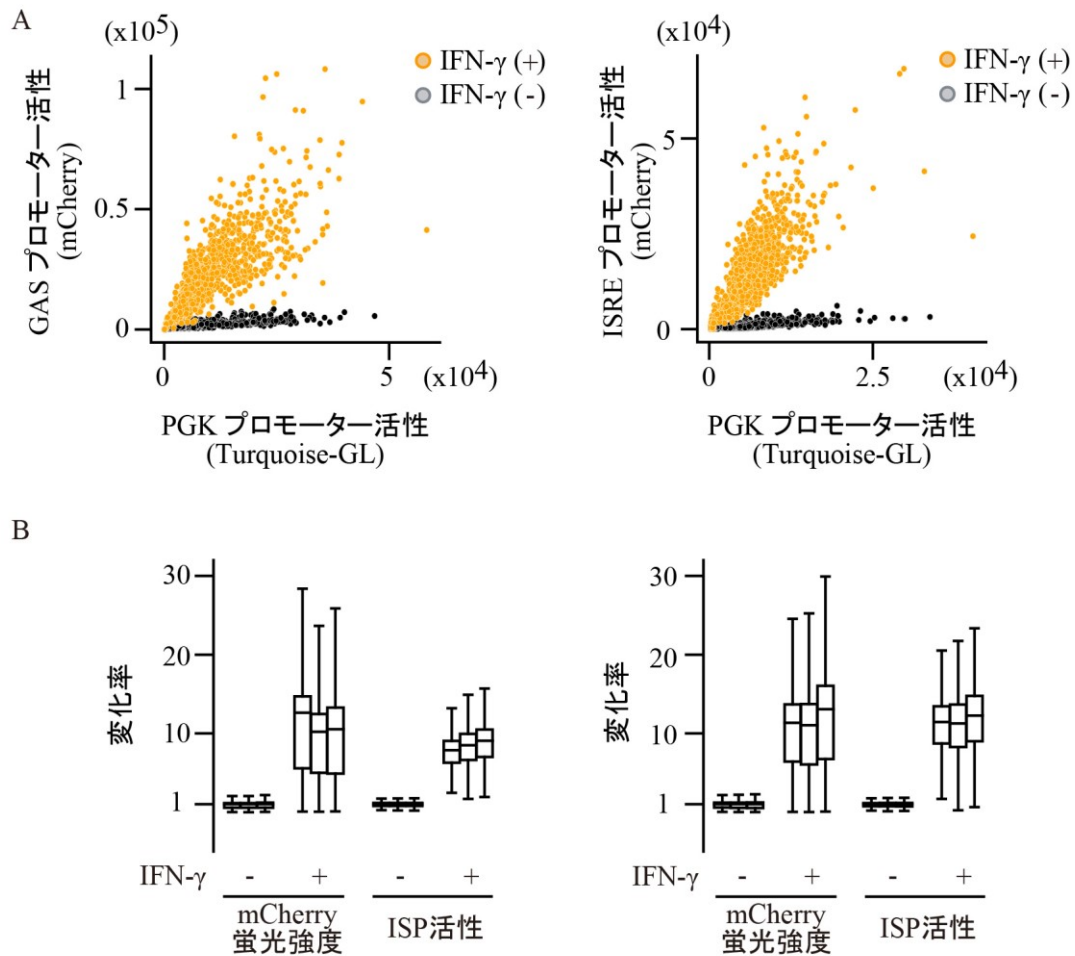 A
(x10⁵)
GAS プロモーター活性
(mCherry)
1
0.5
0
IFN-γ (+)
IFN-γ (-)
0
5
(x10⁴)
PGK プロモーター活性
(Turquoise-GL)
(x10⁴)
ISRE プロモーター活性
(mCherry)
5
0
IFN-γ (+)
IFN-γ (-)
0
2.5
(x10⁴)
PGK プロモーター活性
(Turquoise-GL)
B
変化率
30
20
10
1
IFN-γ - + - +
mCherry
蛍光強度
ISP活性
変化率
30
20
10
1
IFN-γ - + - +
mCherry
蛍光強度
ISP活性